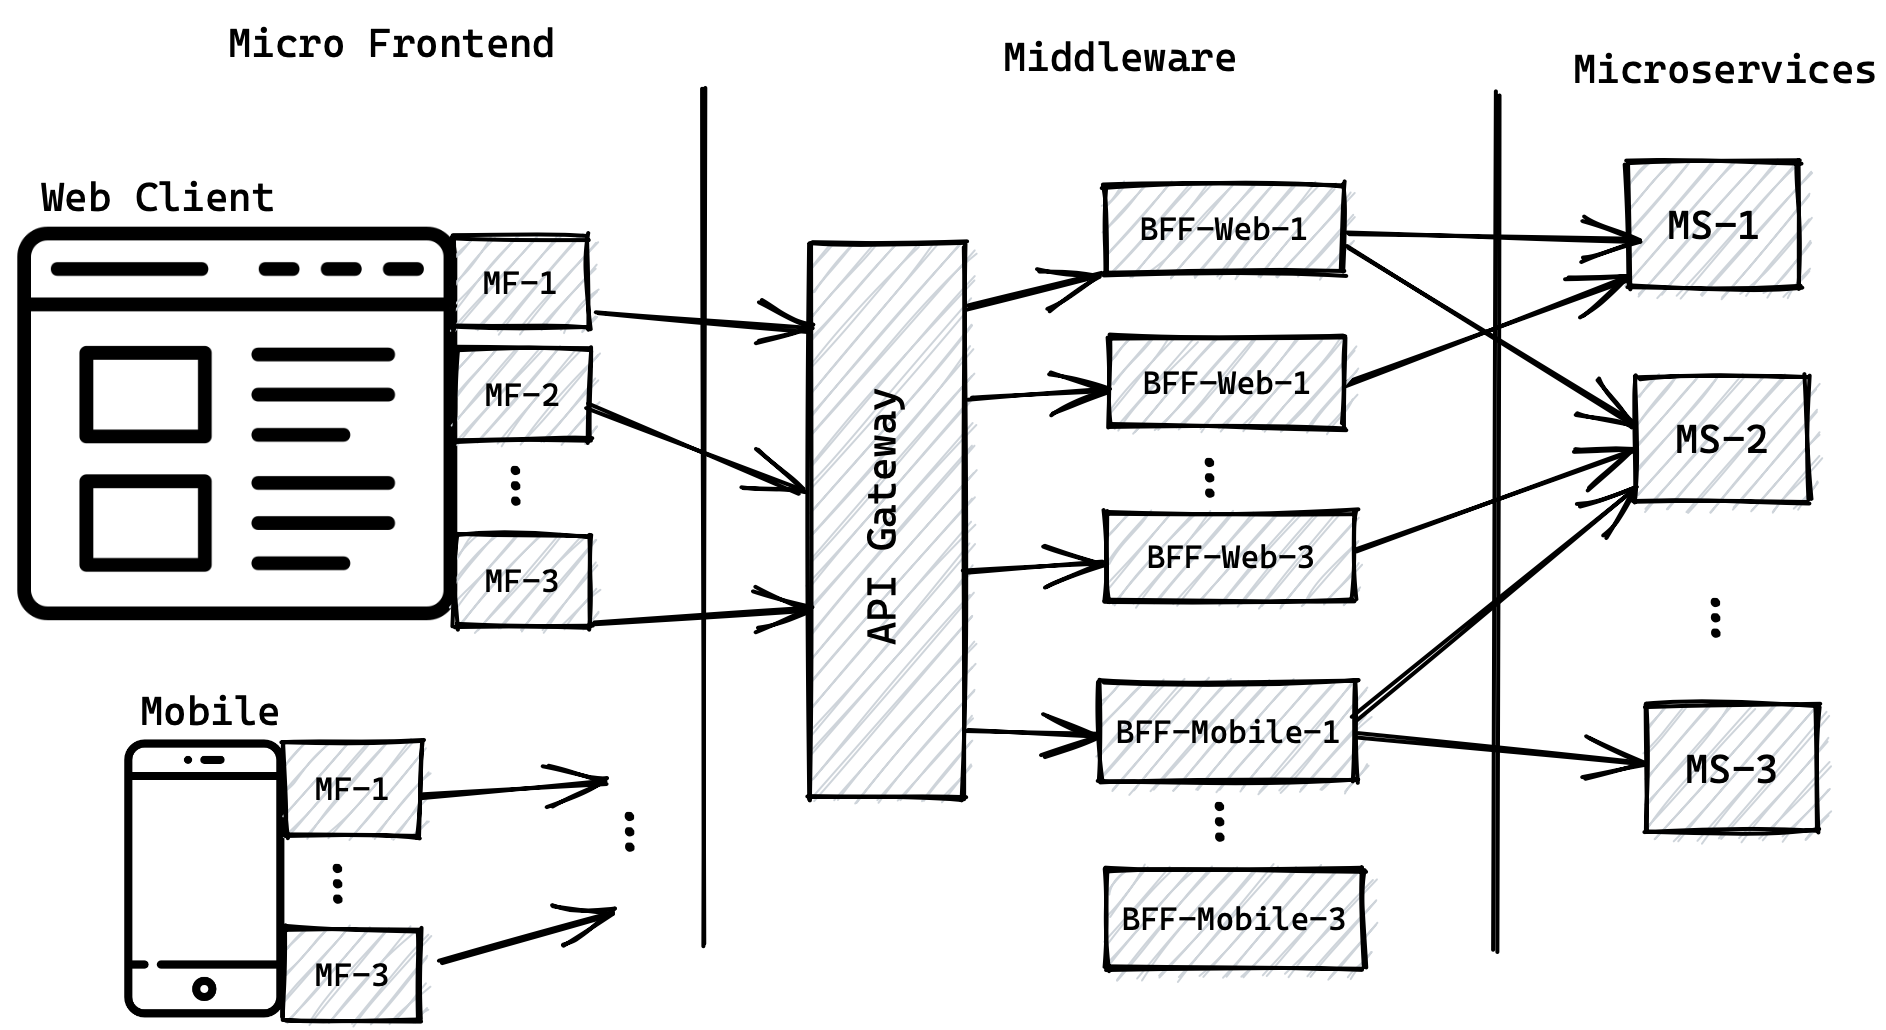 Micro Frontend
Middleware
Microservices
Web Client
MF-1
MF-2
MF-3
Mobile
MF-1
MF-3
API Gateway
BFF-Web-1
BFF-Web-1
BFF-Web-3
BFF-Mobile-1
BFF-Mobile-3
MS-1
MS-2
MS-3